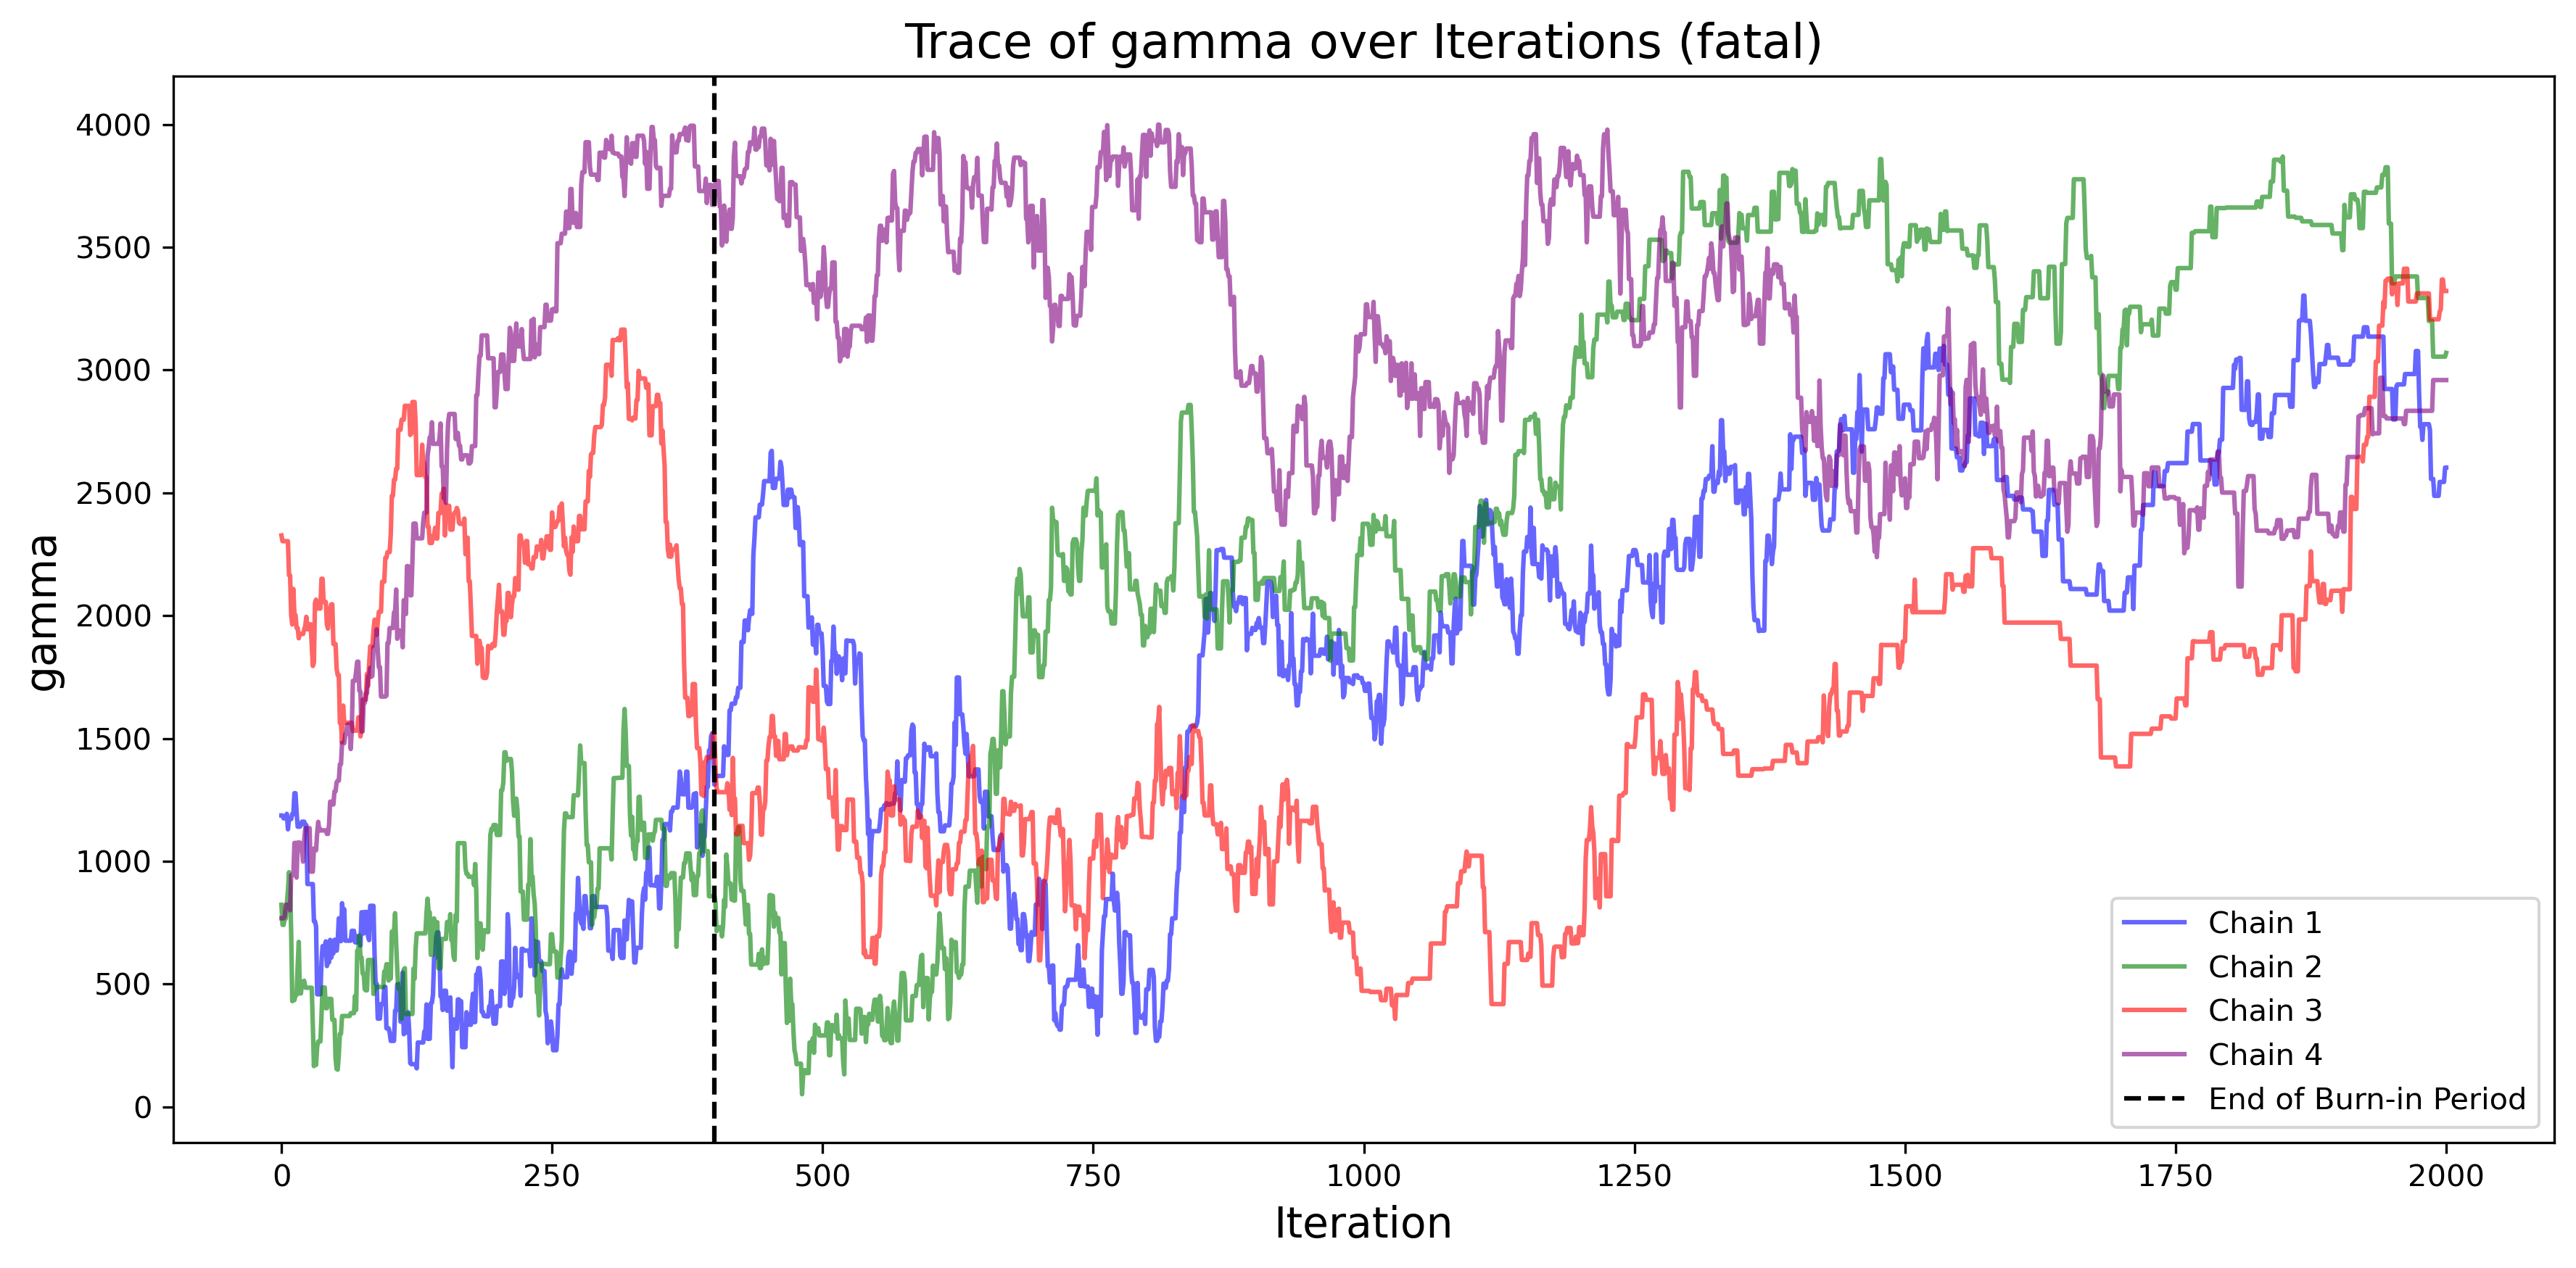 Trace of gamma over Iterations (fatal)
4000
3500
3000
2500
2000
1500
1000
500
0
gamma
0 250 500 750 1000 1250 1500 1750 2000
Iteration
Chain 1
Chain 2
Chain 3
Chain 4
End of Burn-in Period